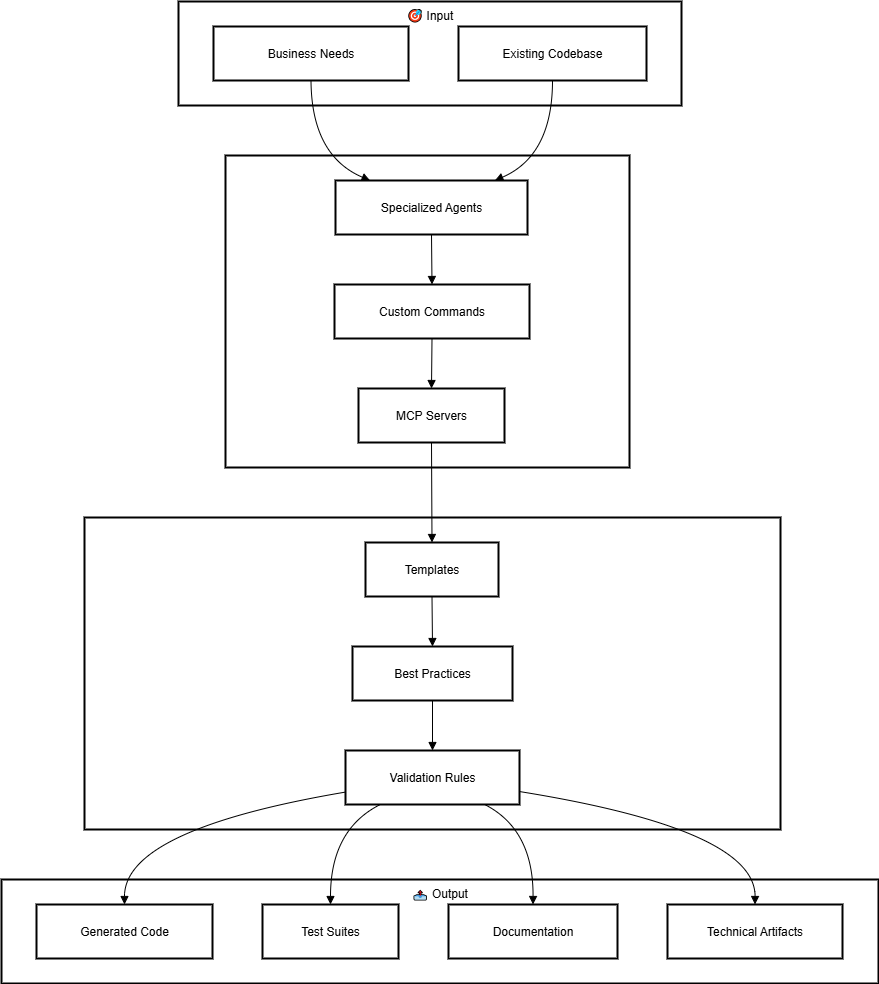 🎯 Input
Business Needs
Existing Codebase
Specialized Agents
Custom Commands
MCP Servers
Templates
Best Practices
Validation Rules
📤 Output
Generated Code
Test Suites
Documentation
Technical Artifacts